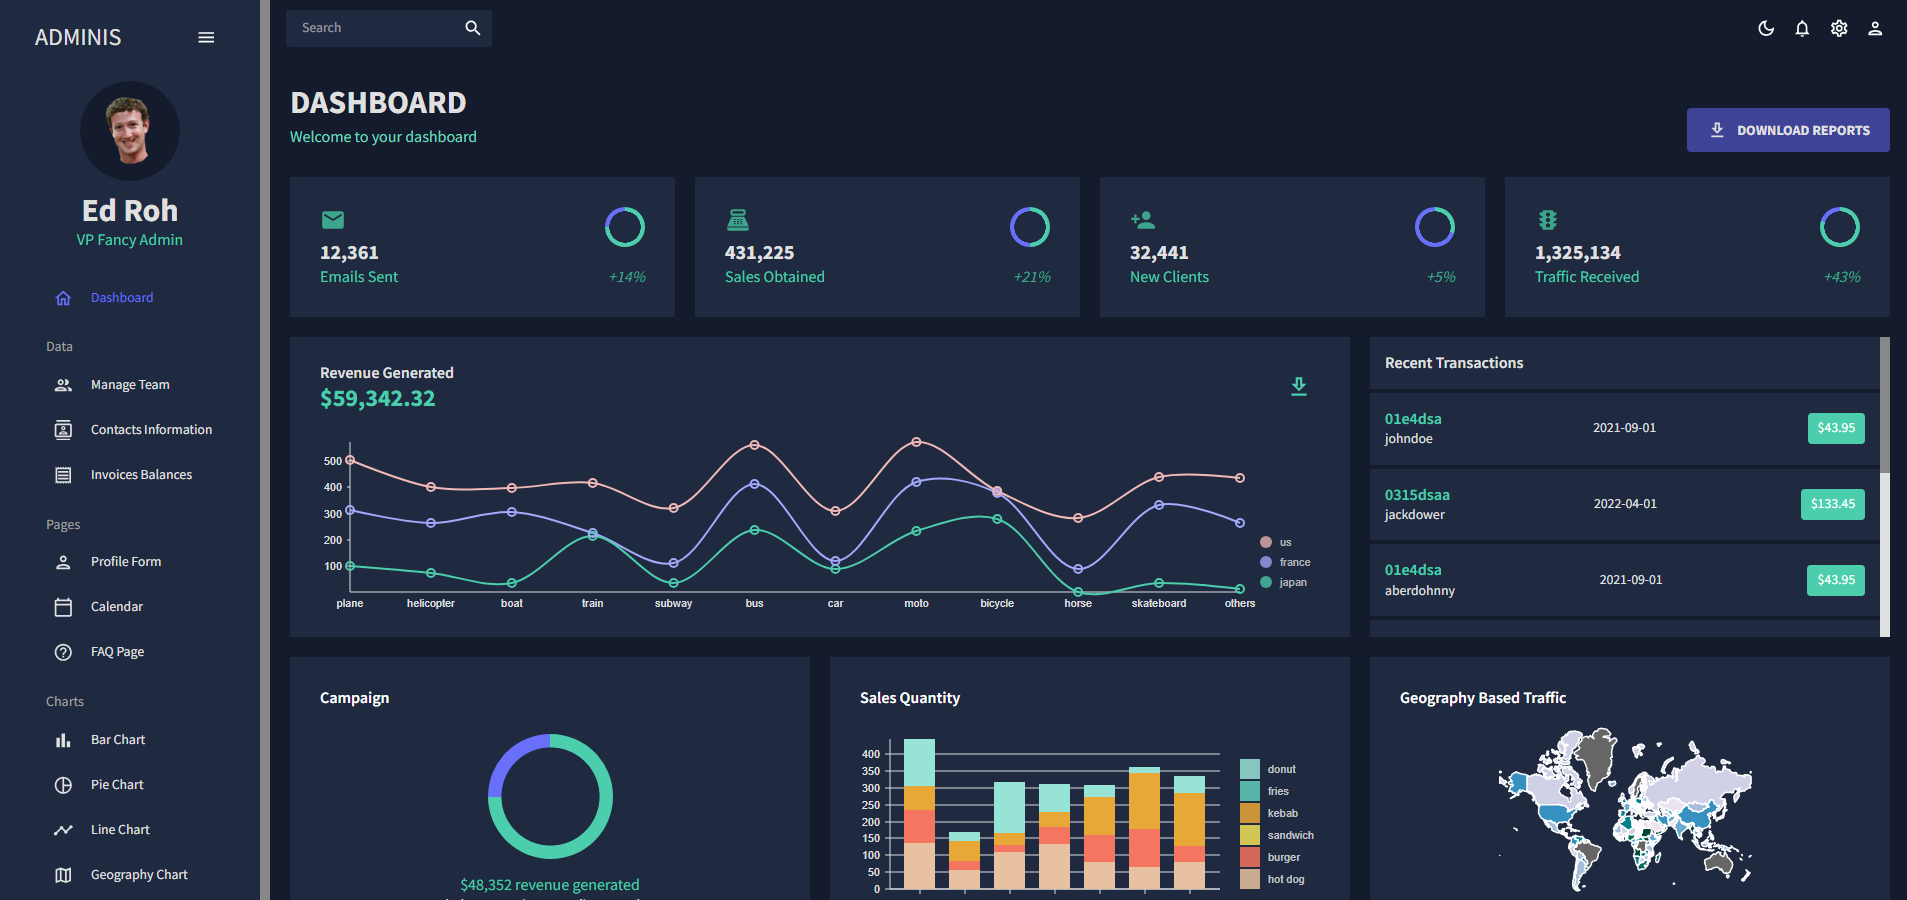 ADMINIS
Search
Ed Roh
VP Fancy Admin
Dashboard
Data
Manage Team
Contacts Information
Invoices Balances
Pages
Profile Form
Calendar
FAQ Page
Charts
Bar Chart
Pie Chart
Line Chart
Geography Chart
DASHBOARD
Welcome to your dashboard
DOWNLOAD REPORTS
12,361
Emails Sent
+14%
431,225
Sales Obtained
+21%
32,441
New Clients
+5%
1,325,134
Traffic Received
+43%
Revenue Generated
$59,342.32
500
400
300
200
100
plane helicopter boat train subway bus car moto bicycle horse skateboard others
us
france
japan
Recent Transactions
01e4dsa
johndoe
2021-09-01
$43.95
0315dsaa
jackdower
2022-04-01
$133.45
01e4dsa
aberdohnny
2021-09-01
$43.95
Campaign
$48,352 revenue generated
Sales Quantity
400
350
300
250
200
150
100
50
0
donut
fries
kebab
sandwich
burger
hot dog
Geography Based Traffic